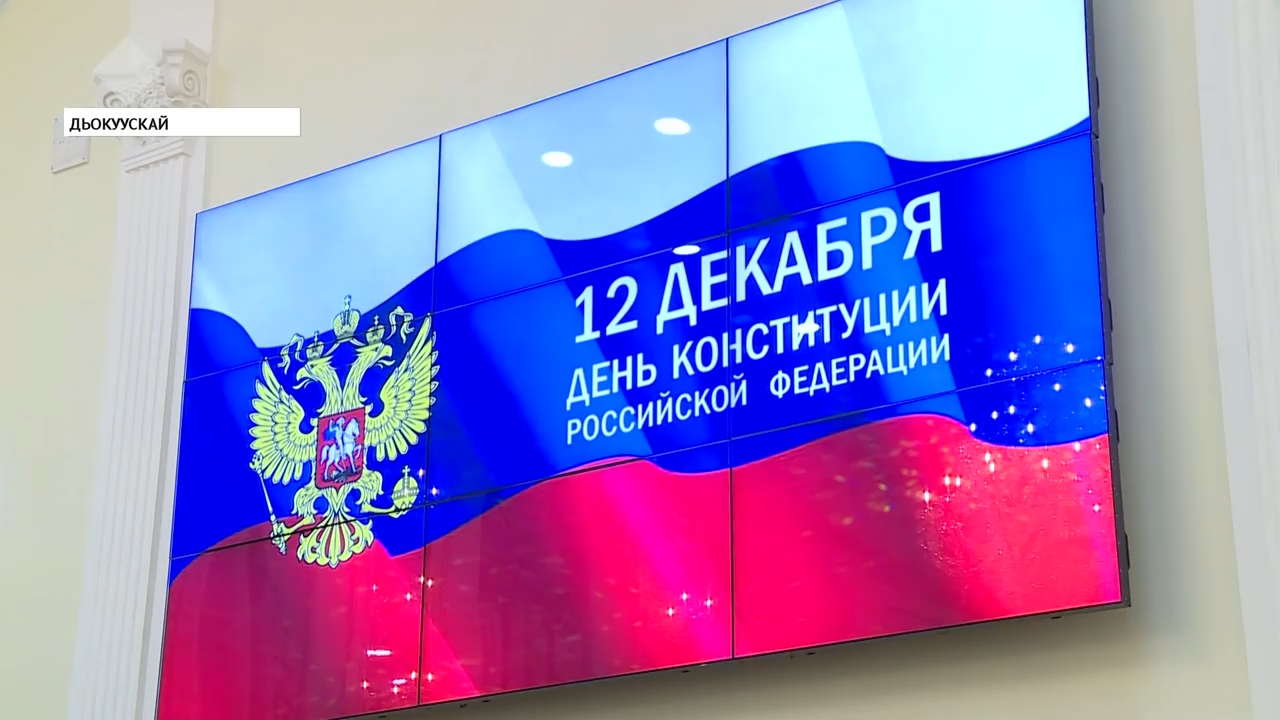 ДЬОКУУСКАЙ
12 ДЕКАБРЯ
ДЕНЬ КОНСТИТУЦИИ
РОССИЙСКОЙ ФЕДЕРАЦИИ